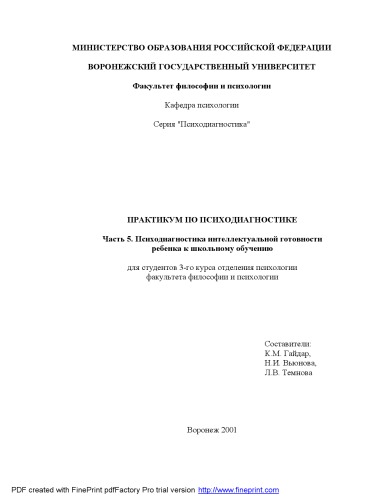 МИНИСТЕРСТВО ОБРАЗОВАНИЯ РОССИЙСКОЙ ФЕДЕРАЦИИ
ВОРОНЕЖСКИЙ ГОСУДАРСТВЕННЫЙ УНИВЕРСИТЕТ
Факультет философии и психологии
Кафедра психологии
Серия "Психодиагностика"
ПРАКТИКУМ ПО ПСИХОДИАГНОСТИКЕ
Часть 5. Психодиагностика интеллектуальной готовности
ребенка к школьному обучению
для студентов 3-го курса отделения психологии
факультета философии и психологии
Составители:
К.М. Гайдар,
Н.И. Вьюнова,
Л.В. Темнова
Воронеж 2001
PDF created with FinePrint pdfFactory Pro trial version http://www.fineprint.com